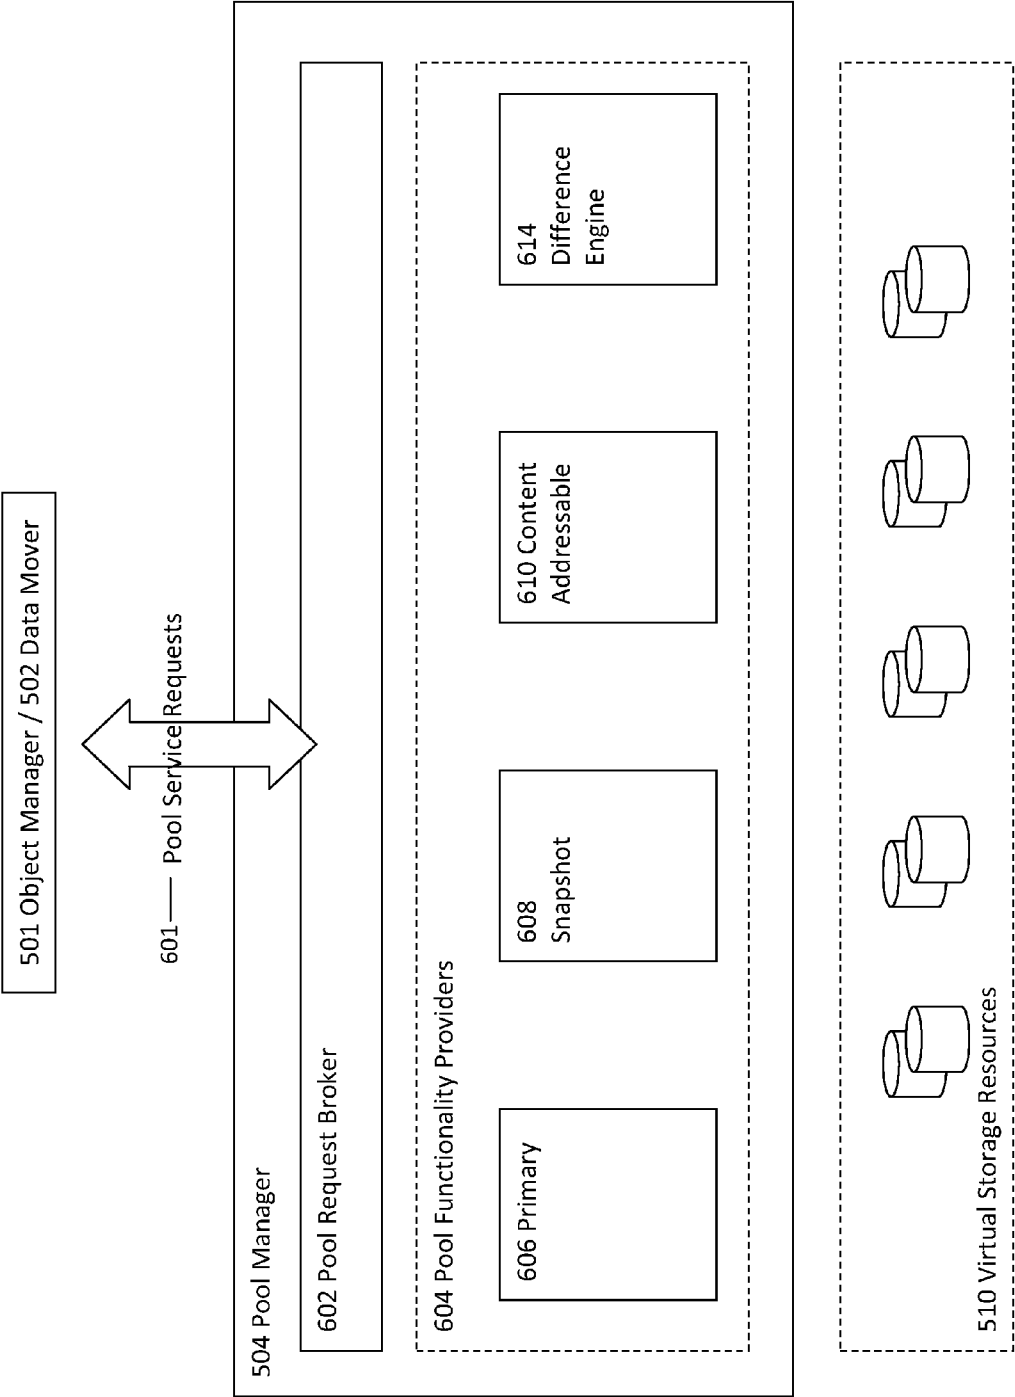 501 Object Manager / 502 Data Mover
601
Pool Service Requests
504 Pool Manager
602 Pool Request Broker
604 Pool Functionality Providers
606 Primary
608
Snapshot
610 Content
Addressable
614
Difference
Engine
510 Virtual Storage Resources